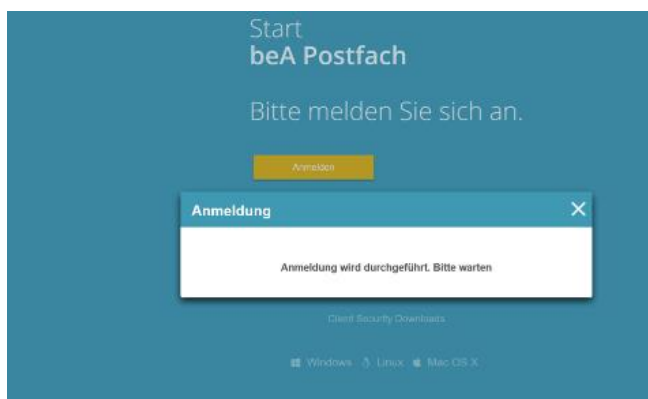 Start
beA Postfach
Bitte melden Sie sich an.
Anmelden
Anmeldung
Anmeldung wird durchgeführt. Bitte warten
Client Security Downloads
Windows Linux Mac OS X